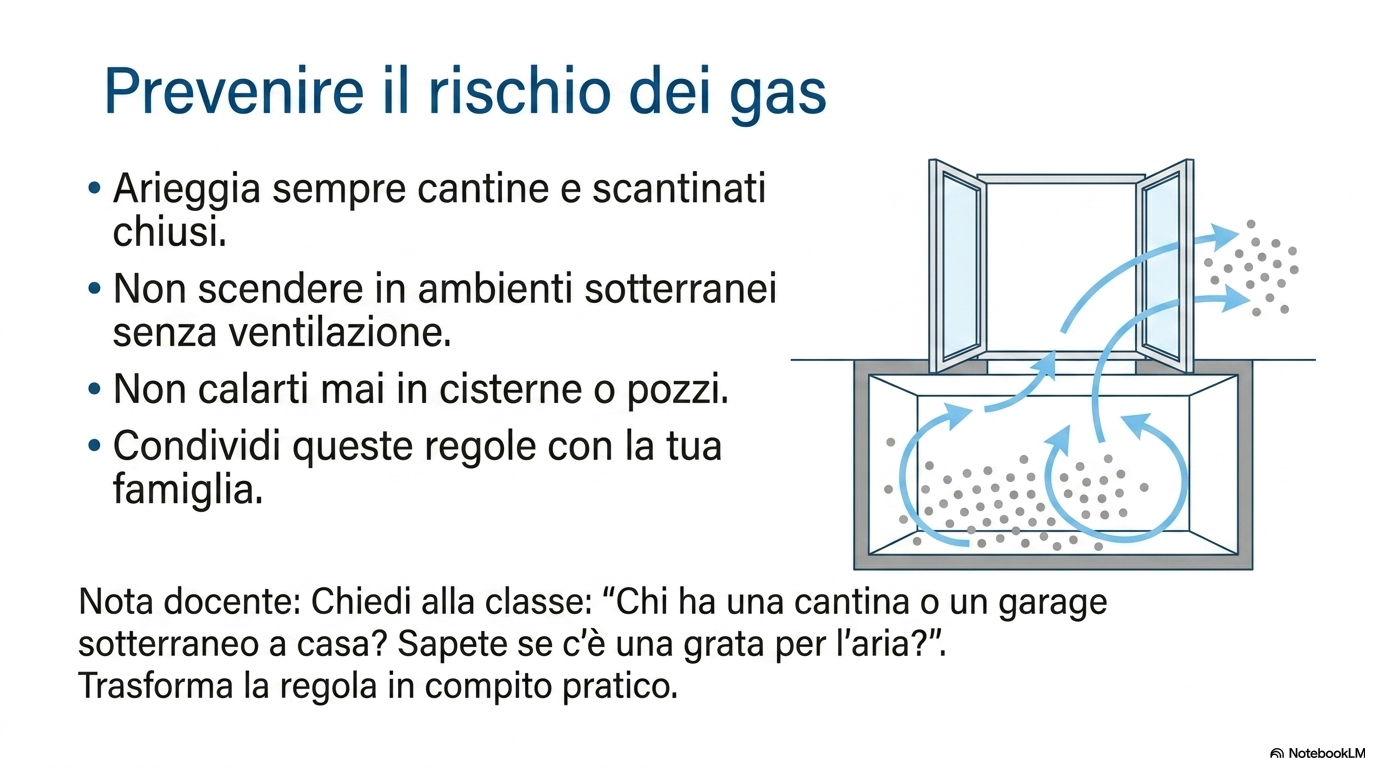 Prevenire il rischio dei gas
• Arieggia sempre cantine e scantinati
chiusi.
• Non scendere in ambienti sotterranei
senza ventilazione.
• Non calarti mai in cisterne o pozzi.
• Condividi queste regole con la tua
famiglia.
Nota docente: Chiedi alla classe: “Chi ha una cantina o un garage
sotterraneo a casa? Sapete se c’è una grata per l’aria?”.
Trasforma la regola in compito pratico.
NotebookLM